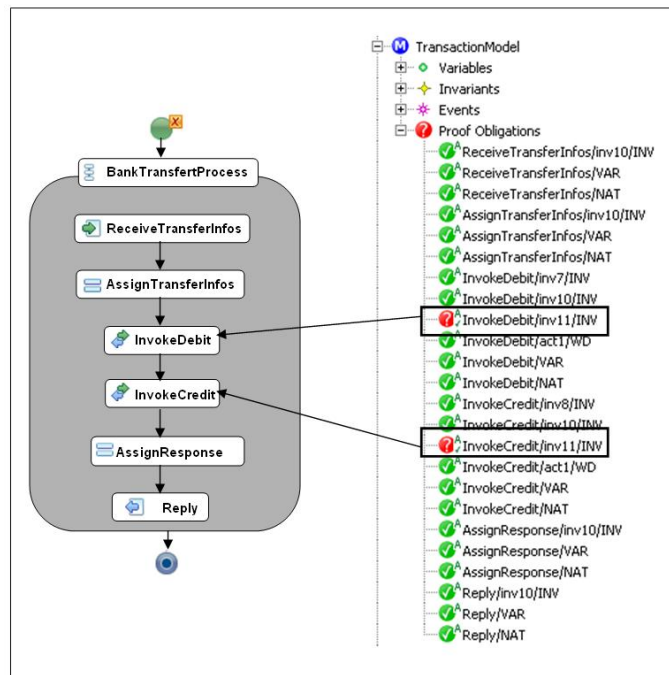 BankTransfertProcess
ReceiveTransferInfos
AssignTransferInfos
InvokeDebit
InvokeCredit
AssignResponse
Reply
M TransactionModel
Variables
Invariants
Events
? Proof Obligations
A ReceiveTransferInfos/inv10/INV
A ReceiveTransferInfos/VAR
A ReceiveTransferInfos/NAT
A AssignTransferInfos/inv10/INV
A AssignTransferInfos/VAR
A AssignTransferInfos/NAT
A InvokeDebit/inv7/INV
A InvokeDebit/inv10/INV
? A InvokeDebit/inv11/INV
A InvokeDebit/act1/WD
A InvokeDebit/VAR
A InvokeDebit/NAT
A InvokeCredit/inv8/INV
A InvokeCredit/inv10/INV
? A InvokeCredit/inv11/INV
A InvokeCredit/act1/WD
A InvokeCredit/VAR
A InvokeCredit/NAT
A AssignResponse/inv10/INV
A AssignResponse/VAR
A AssignResponse/NAT
A Reply/inv10/INV
A Reply/VAR
A Reply/NAT